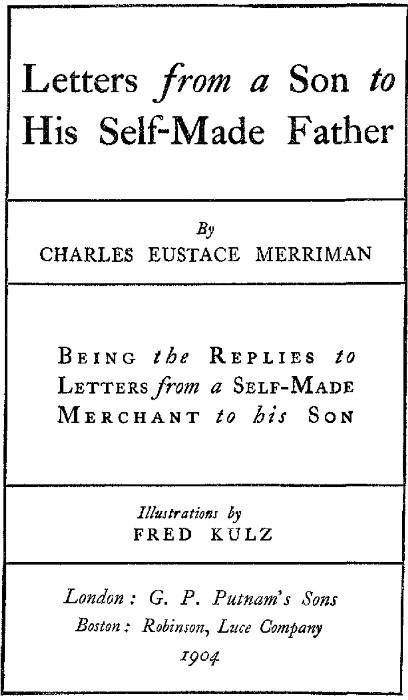 Letters from a Son to
His Self-Made Father
By
CHARLES EUSTACE MERRIMAN
BEING the REPLIES to
LETTERS from a SELF-MADE
MERCHANT to his SON
Illustrations by
FRED KULZ
London: G. P. Putnam's Sons
Boston: Robinson, Luce Company
1904